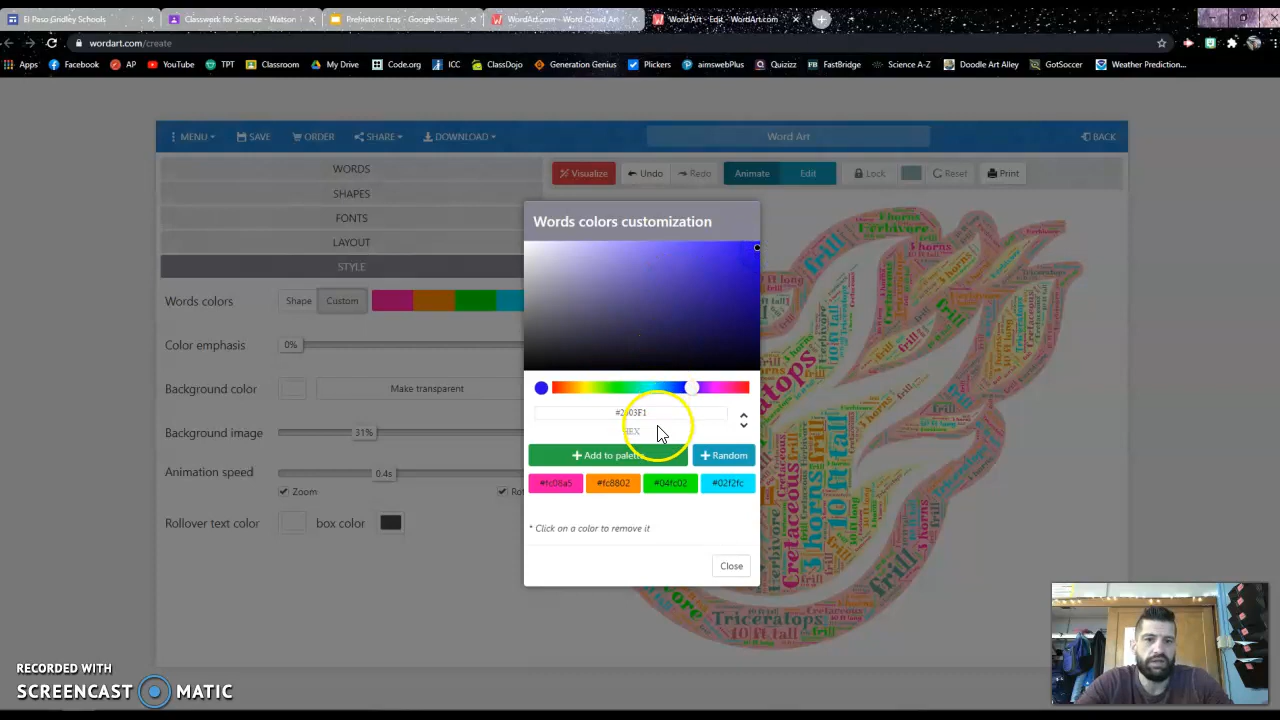 El Paso Gridley Schools
Classwork for Science - Watson
Prehistoric Eras - Google Slides
WordArt.com - Word Cloud Art
Word Art - Edit - WordArt.com
wordart.com/create
Apps Facebook AP YouTube TPT Classroom My Drive Code.org ICC ClassDojo Generation Genius Plickers aimswebPlus Quizizz FastBridge Science A-Z Doodle Art Alley GotSoccer Weather Prediction...
MENU SAVE ORDER SHARE DOWNLOAD Word Art BACK
WORDS
SHAPES
FONTS
LAYOUT
STYLE
Visualize Undo Redo Animate Edit Lock Reset Print
Words colors Shape Custom
Color emphasis 0%
Background color Make transparent
Background image 31%
Animation speed 0.4s
Zoom
Rollover text color box color
Words colors customization
HEX
Add to palette Random
#fc08a5 #fc8802 #04fc02 #02f2fc
* Click on a color to remove it
Close
frill
Herbivore
3 horns
10 ft tall
Cretaceous
Triceratops
10 ft long
RECORDED WITH
SCREENCAST MATIC